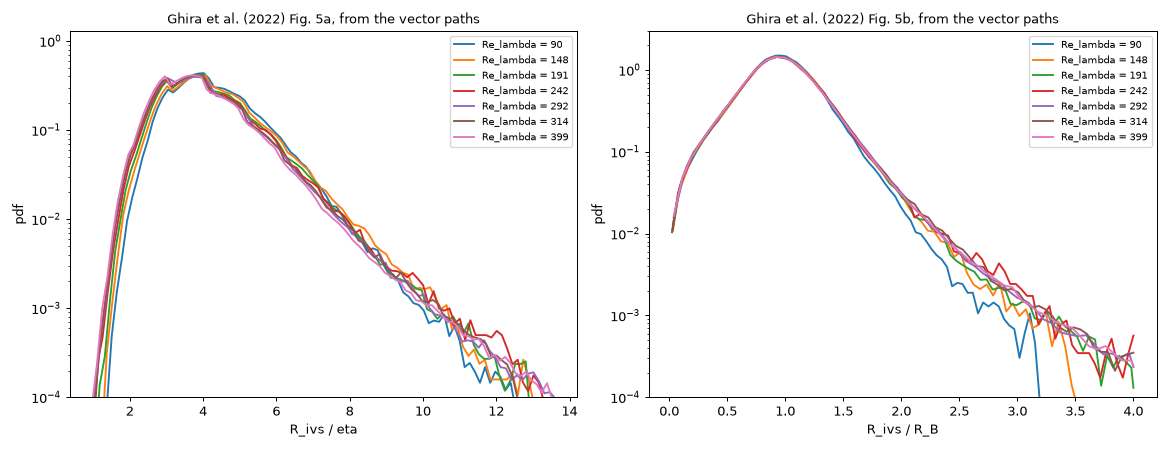 Ghira et al. (2022) Fig. 5a, from the vector paths
pdf
10⁰
10⁻¹
10⁻²
10⁻³
10⁻⁴
Re_lambda = 90
Re_lambda = 148
Re_lambda = 191
Re_lambda = 242
Re_lambda = 292
Re_lambda = 314
Re_lambda = 399
2 4 6 8 10 12 14
R_ivs / eta
Ghira et al. (2022) Fig. 5b, from the vector paths
pdf
10⁰
10⁻¹
10⁻²
10⁻³
10⁻⁴
Re_lambda = 90
Re_lambda = 148
Re_lambda = 191
Re_lambda = 242
Re_lambda = 292
Re_lambda = 314
Re_lambda = 399
0.0 0.5 1.0 1.5 2.0 2.5 3.0 3.5 4.0
R_ivs / R_B